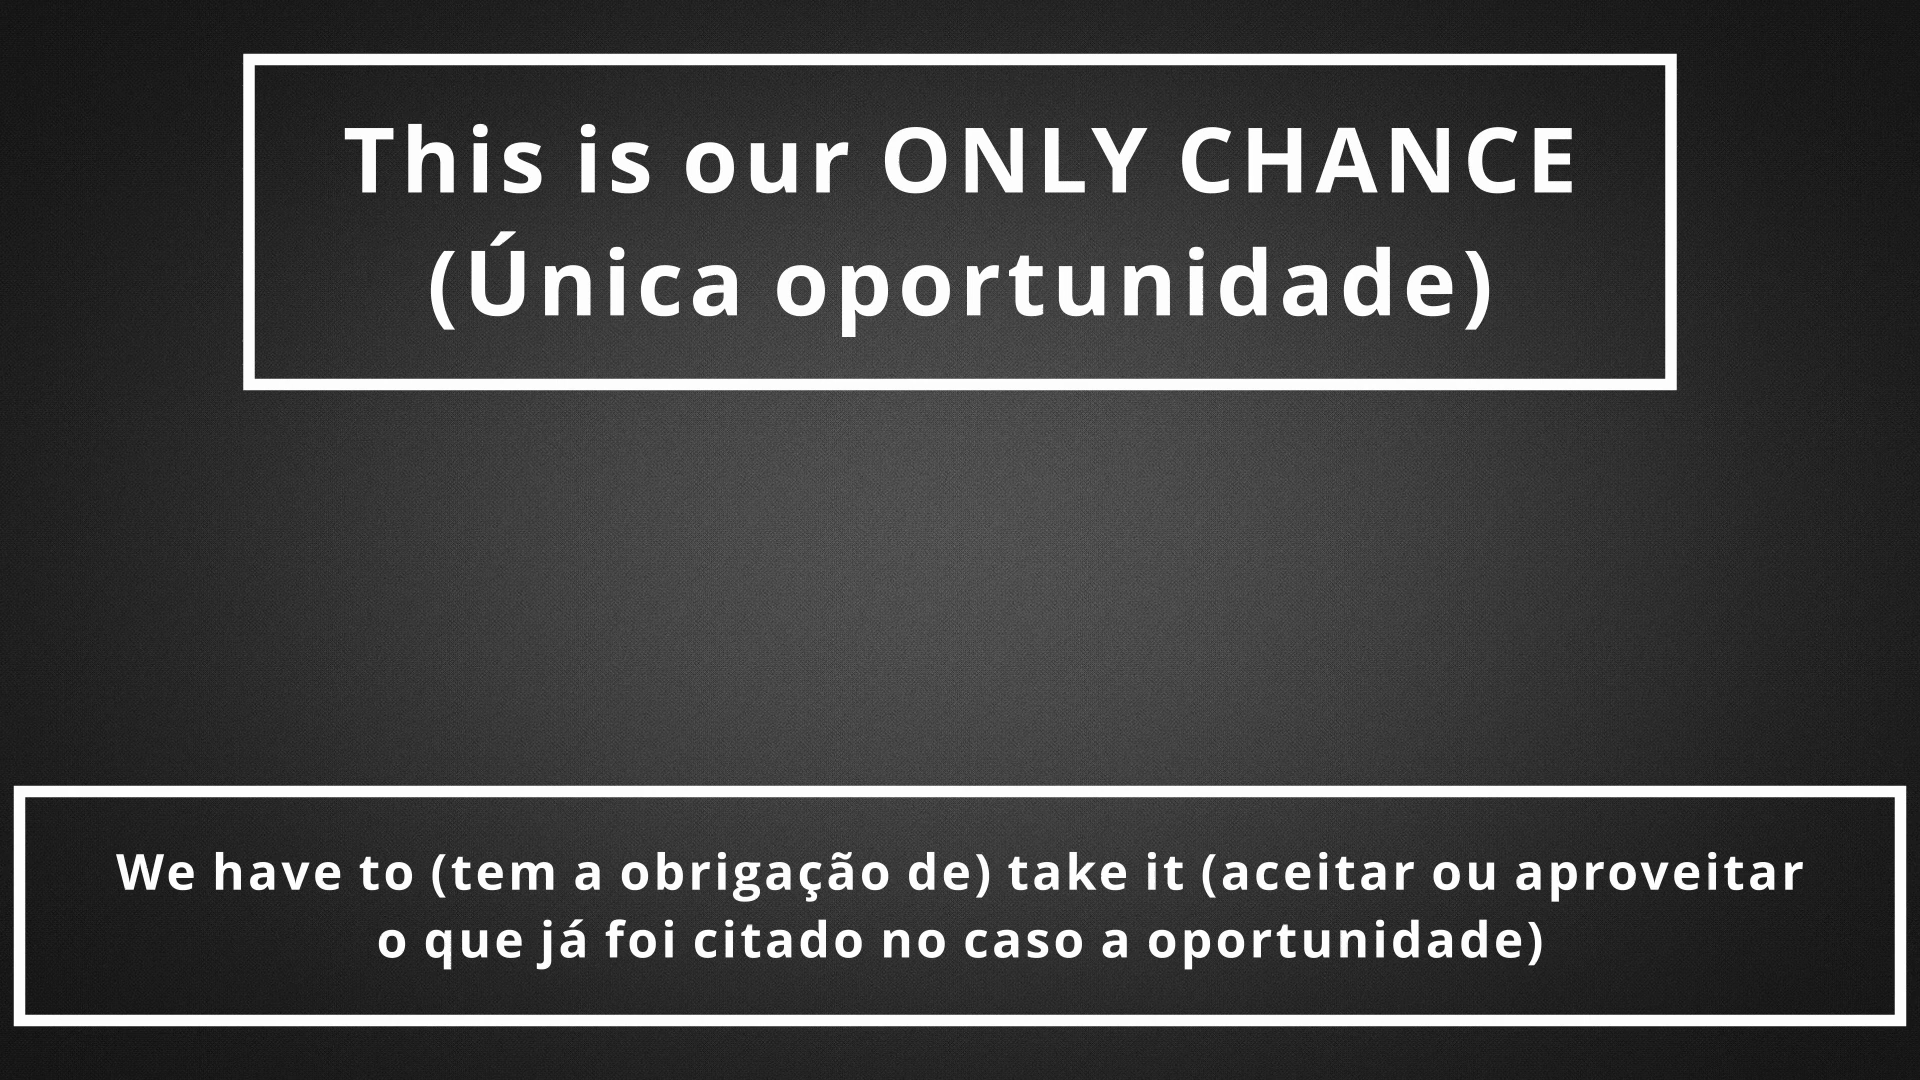 This is our ONLY CHANCE
(Única oportunidade)
We have to (tem a obrigação de) take it (aceitar ou aproveitar
o que já foi citado no caso a oportunidade)